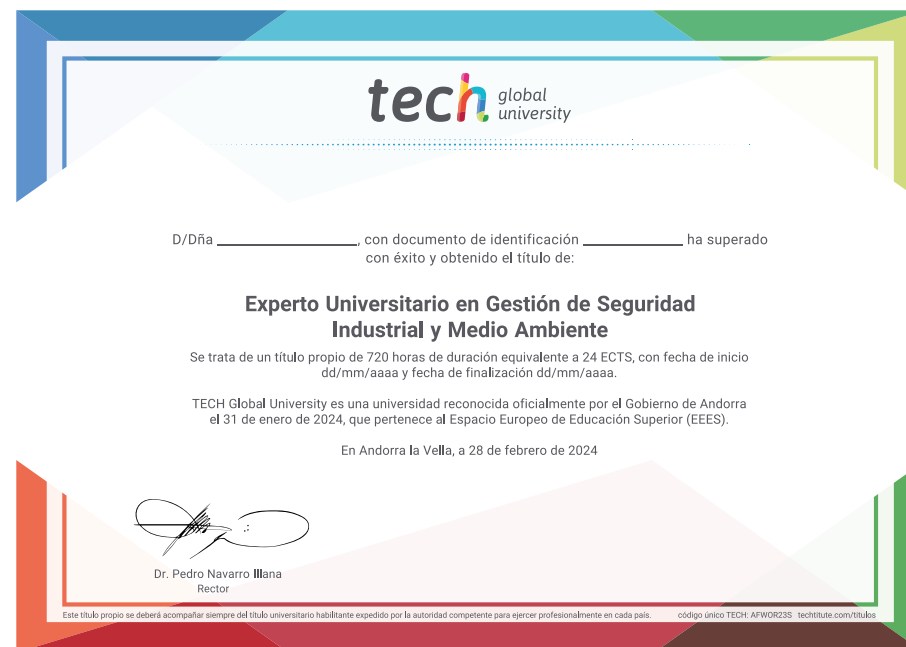 tech global university
D/Dña ________________, con documento de identificación ____________ ha superado
con éxito y obtenido el título de:
Experto Universitario en Gestión de Seguridad
Industrial y Medio Ambiente
Se trata de un título propio de 720 horas de duración equivalente a 24 ECTS, con fecha de inicio
dd/mm/aaaa y fecha de finalización dd/mm/aaaa.
TECH Global University es una universidad reconocida oficialmente por el Gobierno de Andorra
el 31 de enero de 2024, que pertenece al Espacio Europeo de Educación Superior (EEES).
En Andorra la Vella, a 28 de febrero de 2024
Dr. Pedro Navarro Illana
Rector
Este título propio se deberá acompañar siempre del título universitario habilitante expedido por la autoridad competente para ejercer profesionalmente en cada país. código único TECH: AFWOR23S techtitute.com/titulos